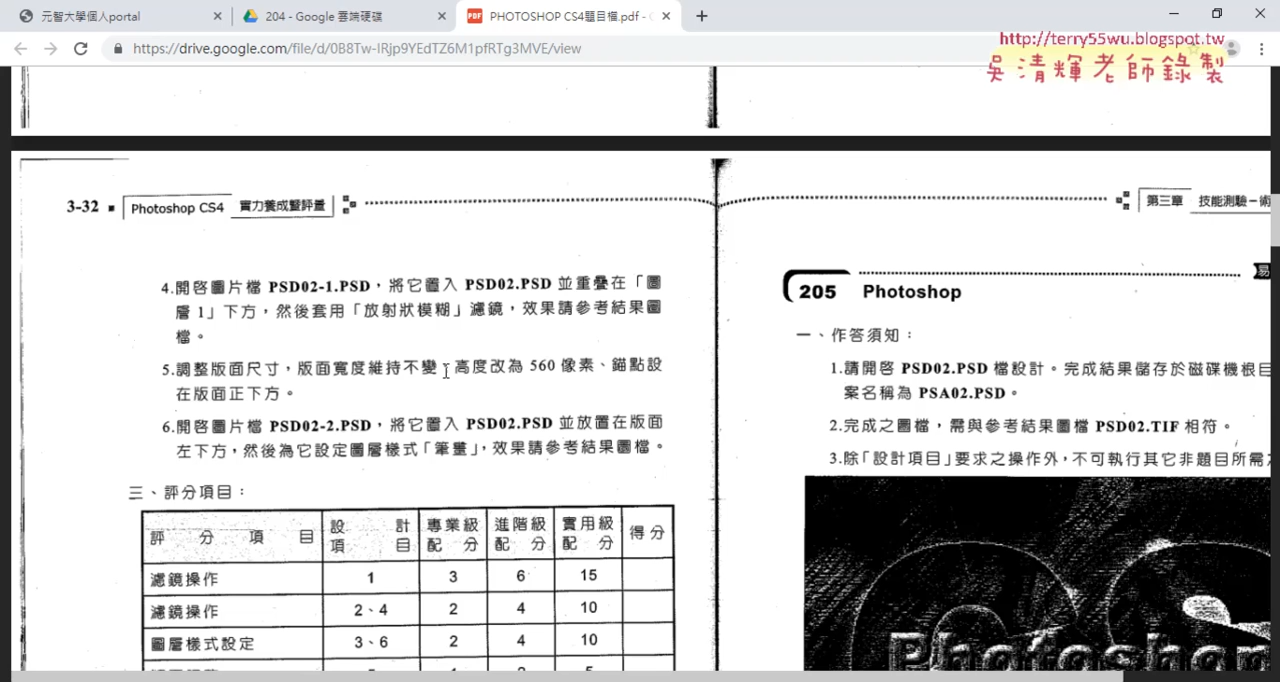 元智大學個人portal
204 - Google 雲端硬碟
PHOTOSHOP CS4題目檔.pdf - G
https://drive.google.com/file/d/0B8Tw-IRjp9YEdTZ6M1pfRTg3MVE/view
http://terry55wu.blogspot.tw
吳清輝老師錄製
3-32 ■ Photoshop CS4 實力養成暨評量
4.開啓圖片檔 PSD02-1.PSD，將它置入 PSD02.PSD 並重疊在「圖
層 1」下方，然後套用「放射狀模糊」濾鏡，效果請參考結果圖
檔。
5.調整版面尺寸，版面寬度維持不變，高度改為 560 像素、錨點設
在版面正下方。
6.開啓圖片檔 PSD02-2.PSD，將它置入 PSD02.PSD 並放置在版面
左下方，然後為它設定圖層樣式「筆畫」，效果請參考結果圖檔。
三、評分項目：
評分項目 設計項目 專業級配分 進階級配分 實用級配分 得分
濾鏡操作 1 3 6 15
濾鏡操作 2、4 2 4 10
圖層樣式設定 3、6 2 4 10
第三章 技能測驗－術
易
205 Photoshop
一、作答須知：
1.請開啓 PSD02.PSD 檔設計。完成結果儲存於磁碟機根目
案名稱為 PSA02.PSD。
2.完成之圖檔，需與參考結果圖檔 PSD02.TIF 相符。
3.除「設計項目」要求之操作外，不可執行其它非題目所需
Photoshop